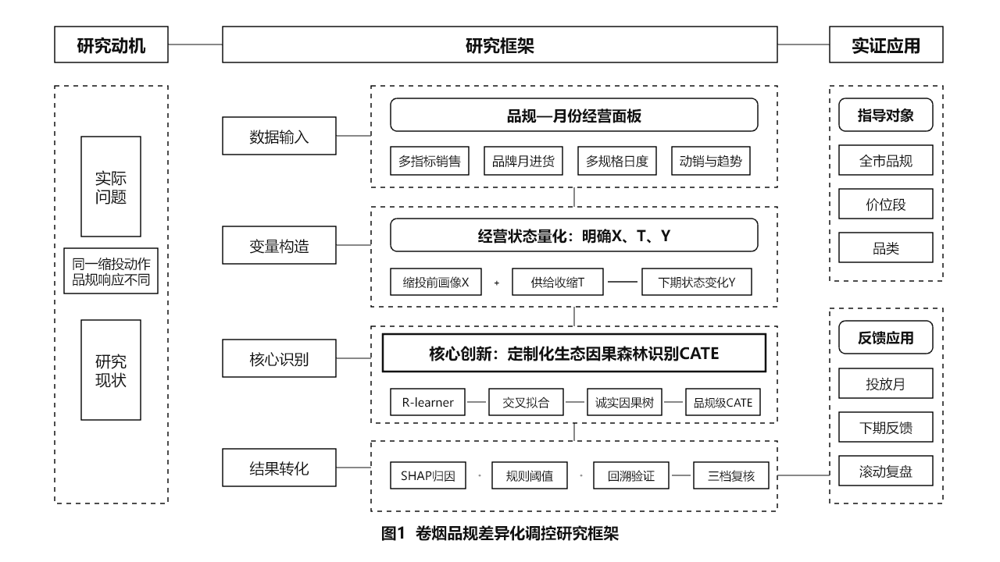 研究动机
研究框架
实证应用
实际
问题
同一缩投动作
品规响应不同
研究
现状
数据输入
品规—月份经营面板
多指标销售
品牌月进货
多规格日度
动销与趋势
变量构造
经营状态量化：明确X、T、Y
缩投前画像X
+
供给收缩T
下期状态变化Y
核心识别
核心创新：定制化生态因果森林识别CATE
R-learner
交叉拟合
诚实因果树
品规级CATE
结果转化
SHAP归因
·
规则阈值
·
回溯验证
三档复核
指导对象
全市品规
价位段
品类
反馈应用
投放月
下期反馈
滚动复盘
图1 卷烟品规差异化调控研究框架